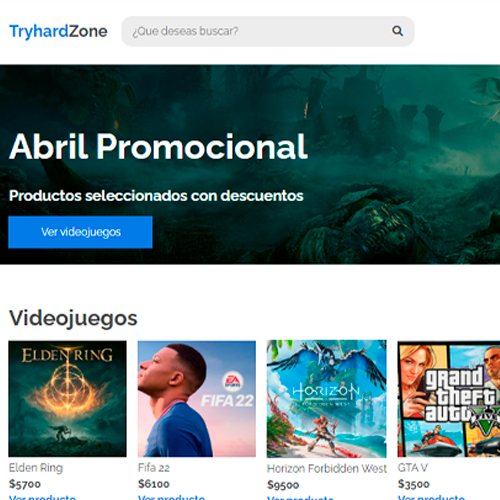 TryhardZone
¿Que deseas buscar?
Abril Promocional
Productos seleccionados con descuentos
Ver videojuegos
Videojuegos
ELDEN RING
EA SPORTS
FIFA 22
HORIZON
FORBIDDEN WEST
grand
theft
auto
Elden Ring
Fifa 22
Horizon Forbidden West
GTA V
$5700
$6100
$9500
$3500
Ver producto
Ver producto
Ver producto
Ver producto